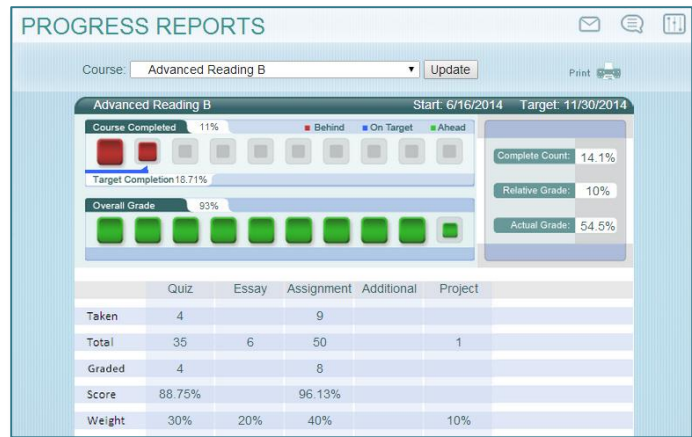 PROGRESS REPORTS
Course: Advanced Reading B Update Print
Advanced Reading B Start: 6/16/2014 Target: 11/30/2014
Course Completed 11% Behind On Target Ahead
Target Completion 18.71%
Overall Grade 93%
Complete Count: 14.1%
Relative Grade: 10%
Actual Grade: 54.5%
Quiz Essay Assignment Additional Project
Taken 4 9
Total 35 6 50 1
Graded 4 8
Score 88.75% 96.13%
Weight 30% 20% 40% 10%